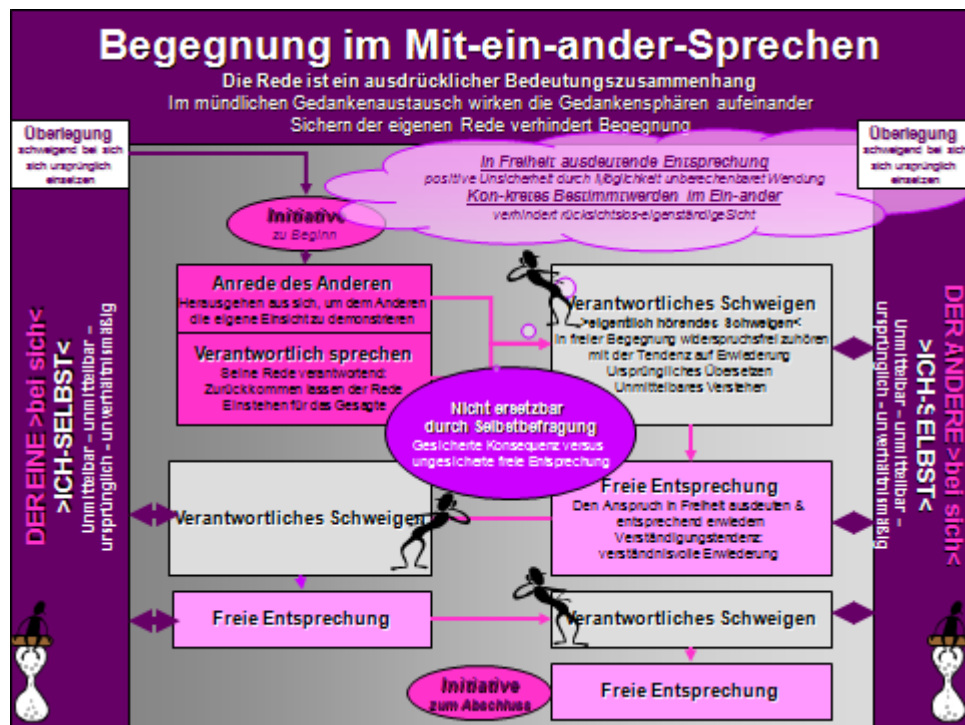 Begegnung im Mit-ein-ander-Sprechen
Die Rede ist ein ausdrücklicher Bedeutungszusammenhang
Im mündlichen Gedankenaustausch wirken die Gedankensphären aufeinander
Sichern der eigenen Rede verhindert Begegnung
Überlegung
schweigend bei sich
sich ursprünglich
einsetzen
Überlegung
schweigend bei sich
sich ursprünglich
einsetzen
In Freiheit ausdeutende Entsprechung
positive Unsicherheit durch Möglichkeit unberechenbarer Wendung
Kon-kretes Bestimmtwerden im Ein-ander
verhindert rücksichtslos-eigenständige Sicht
Initiative
zu Beginn
Anrede des Anderen
Herausgehen aus sich, um dem Anderen
die eigene Einsicht zu demonstrieren
Verantwortlich sprechen
Seine Rede verantwortend:
Zurückkommen lassen der Rede
Einstehen für das Gesagte
Verantwortliches Schweigen
>eigentlich hörendes Schweigen<
In freier Begegnung widerspruchsfrei zuhören
mit der Tendenz auf Erwiederung
Ursprüngliches Übersetzen
Unmittelbares Verstehen
Nicht ersetzbar
durch Selbstbefragung
Gesicherte Konsequenz versus
ungesicherte freie Entsprechung
Freie Entsprechung
Den Anspruch in Freiheit ausdeuten &
entsprechend erwiedern
Verständigungstendenz:
verständnisvolle Erwiederung
Verantwortliches Schweigen
Freie Entsprechung
Verantwortliches Schweigen
Initiative
zum Abschluss
Freie Entsprechung
DER EINE >bei sich<
>ICH-SELBST<
Unmittelbar – unmittelbar –
ursprünglich - unverhältnismäßig
DER ANDERE >bei sich<
>ICH-SELBST<
Unmittelbar – unmittelbar –
ursprünglich - unverhältnismäßig